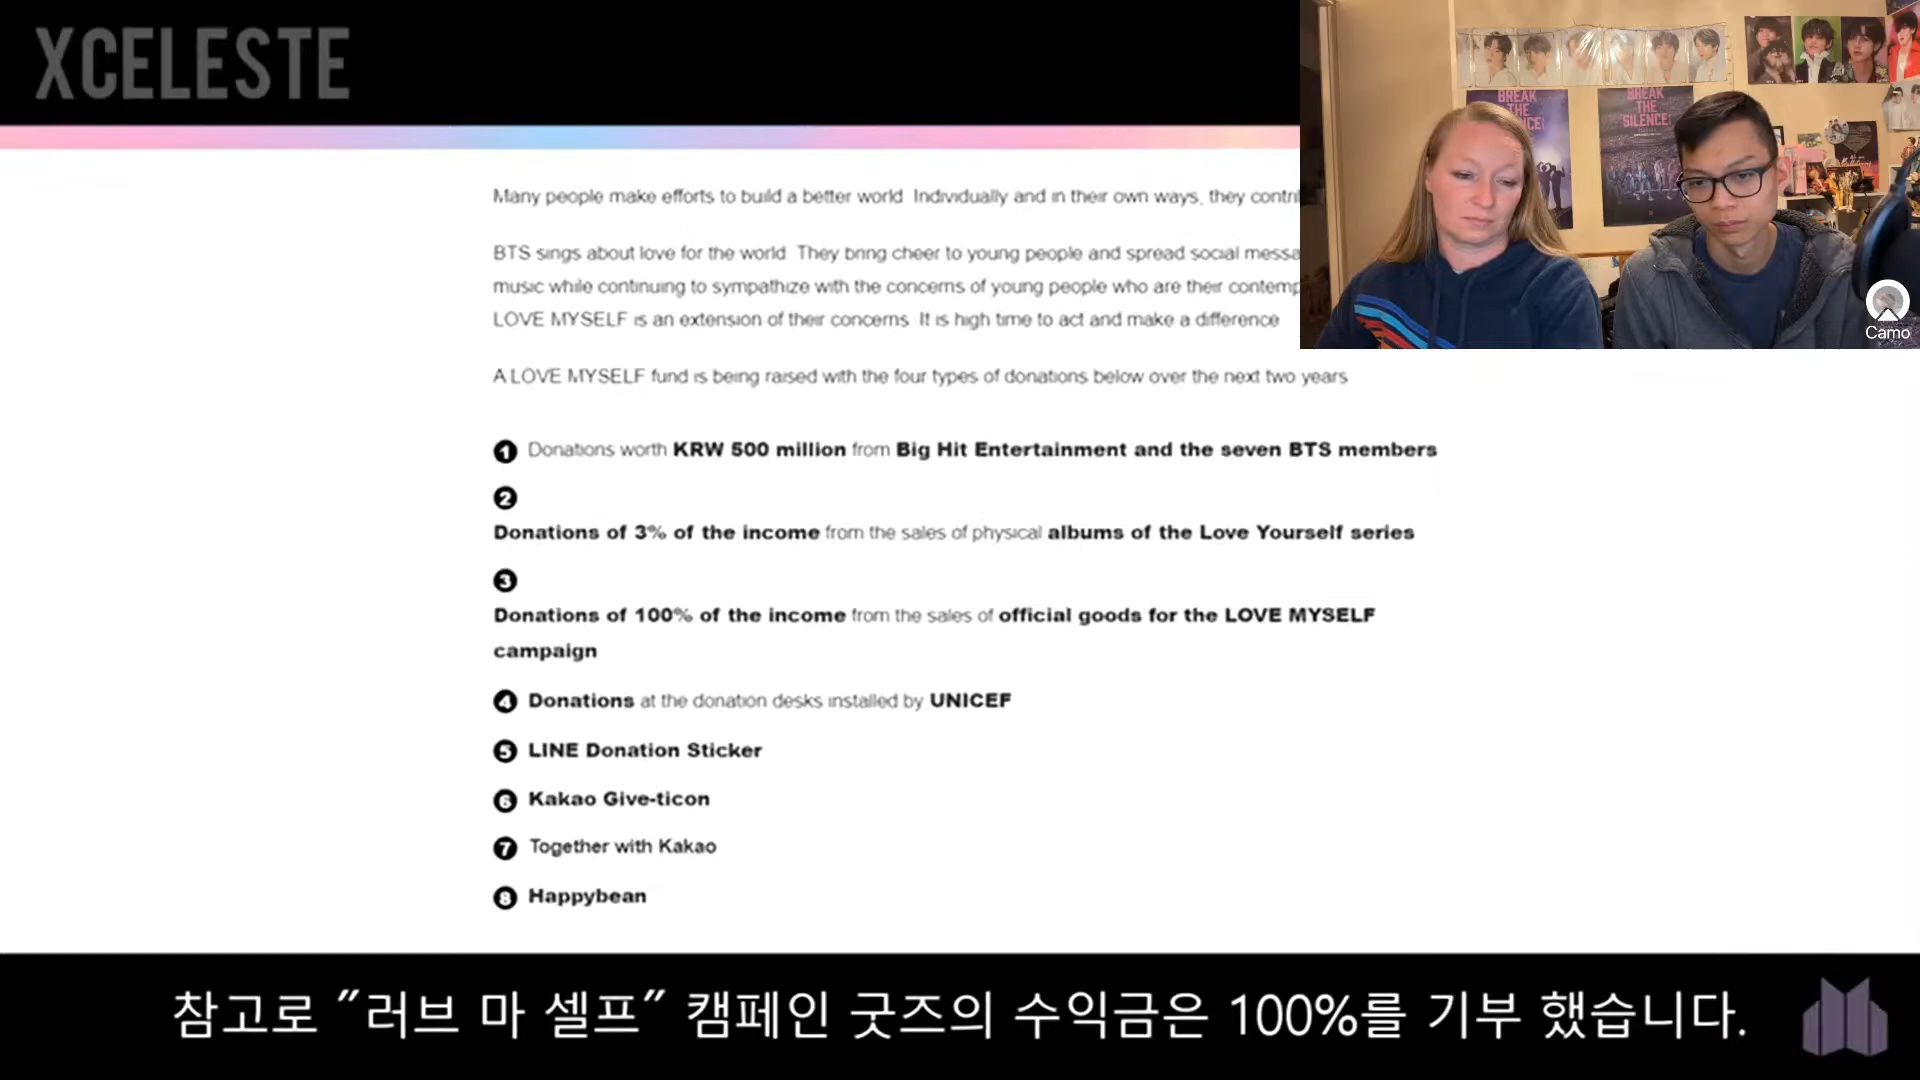 XCELESTE
Many people make efforts to build a better world. Individually and in their own ways, they contri
BTS sings about love for the world. They bring cheer to young people and spread social messa
music while continuing to sympathize with the concerns of young people who are their contemp
LOVE MYSELF is an extension of their concerns. It is high time to act and make a difference
A LOVE MYSELF fund is being raised with the four types of donations below over the next two years
1 Donations worth KRW 500 million from Big Hit Entertainment and the seven BTS members
2
Donations of 3% of the income from the sales of physical albums of the Love Yourself series
3
Donations of 100% of the income from the sales of official goods for the LOVE MYSELF
campaign
4 Donations at the donation desks installed by UNICEF
5 LINE Donation Sticker
6 Kakao Give-ticon
7 Together with Kakao
8 Happybean
BREAK
THE
SILENCE:
BREAK
THE
SILENCE:
Camo
참고로 "러브 마 셀프" 캠페인 굿즈의 수익금은 100%를 기부 했습니다.